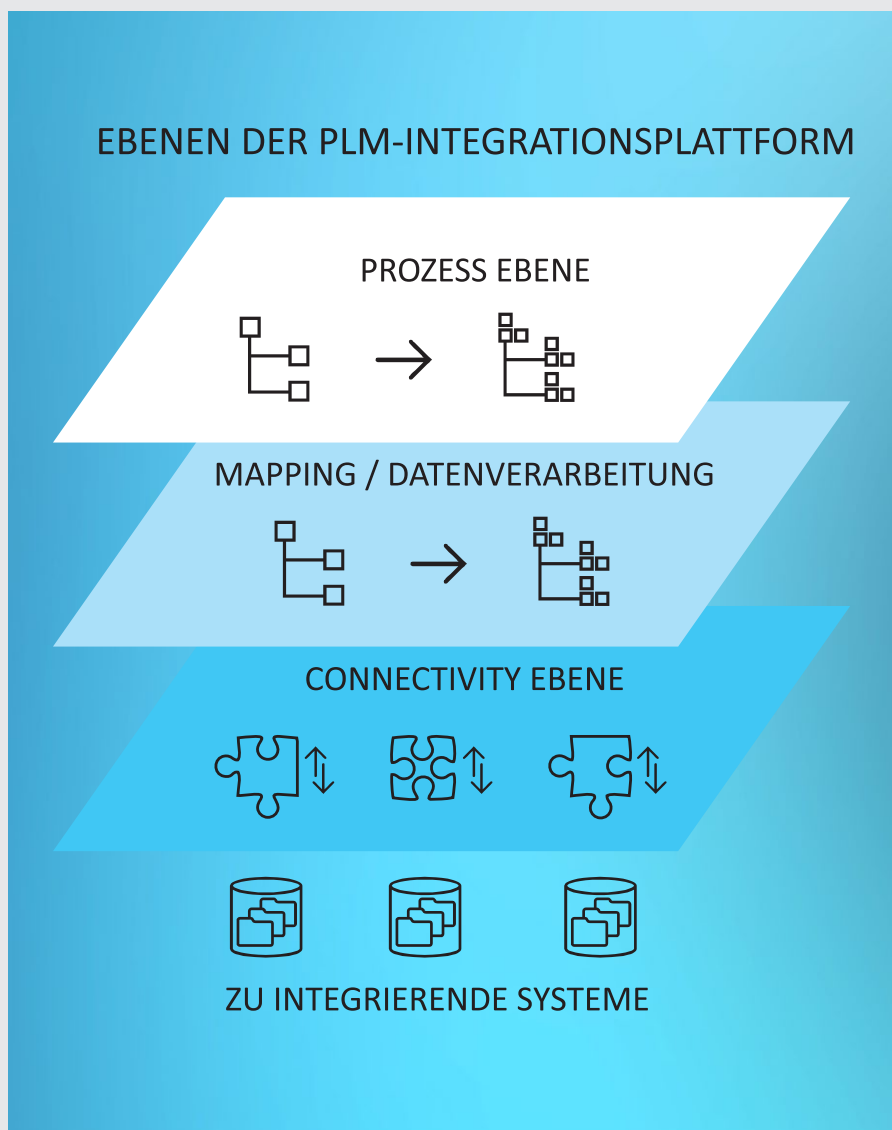 EBENEN DER PLM-INTEGRATIONSPLATTFORM
PROZESS EBENE
MAPPING / DATENVERARBEITUNG
CONNECTIVITY EBENE
ZU INTEGRIERENDE SYSTEME